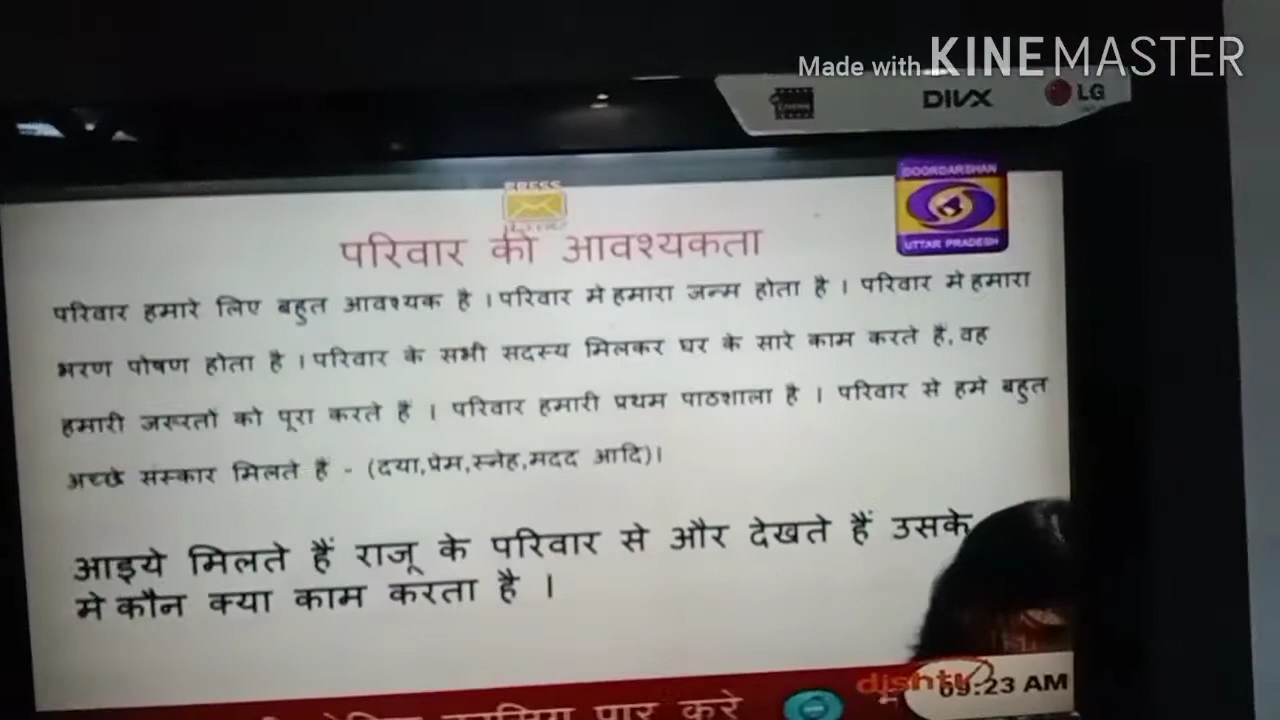 Made with KINEMASTER
DIVX
LG
DOORDARSHAN
UTTAR PRADESH
परिवार की आवश्यकता
परिवार हमारे लिए बहुत आवश्यक है । परिवार मे हमारा जन्म होता है । परिवार मे हमारा
भरण पोषण होता है । परिवार के सभी सदस्य मिलकर घर के सारे काम करते हैं, वह
हमारी जरूरतों को पूरा करते हैं । परिवार हमारी प्रथम पाठशाला है । परिवार से हमे बहुत
अच्छे संस्कार मिलते है - (दया,प्रेम,स्नेह,मदद आदि)।
आइये मिलते हैं राजू के परिवार से और देखते हैं उसके
मे कौन क्या काम करता है ।
dishtv
09:23 AM
पार करे